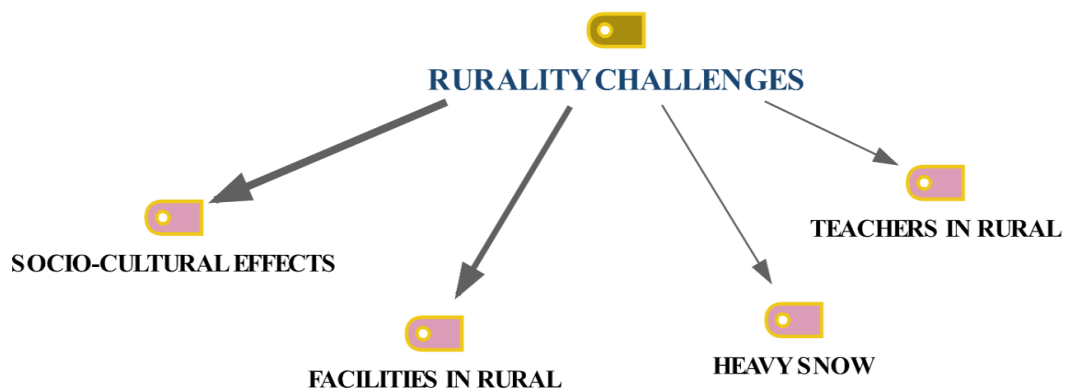 RURALITY CHALLENGES
TEACHERS IN RURAL
SOCIO-CULTURAL EFFECTS
HEAVY SNOW
FACILITIES IN RURAL